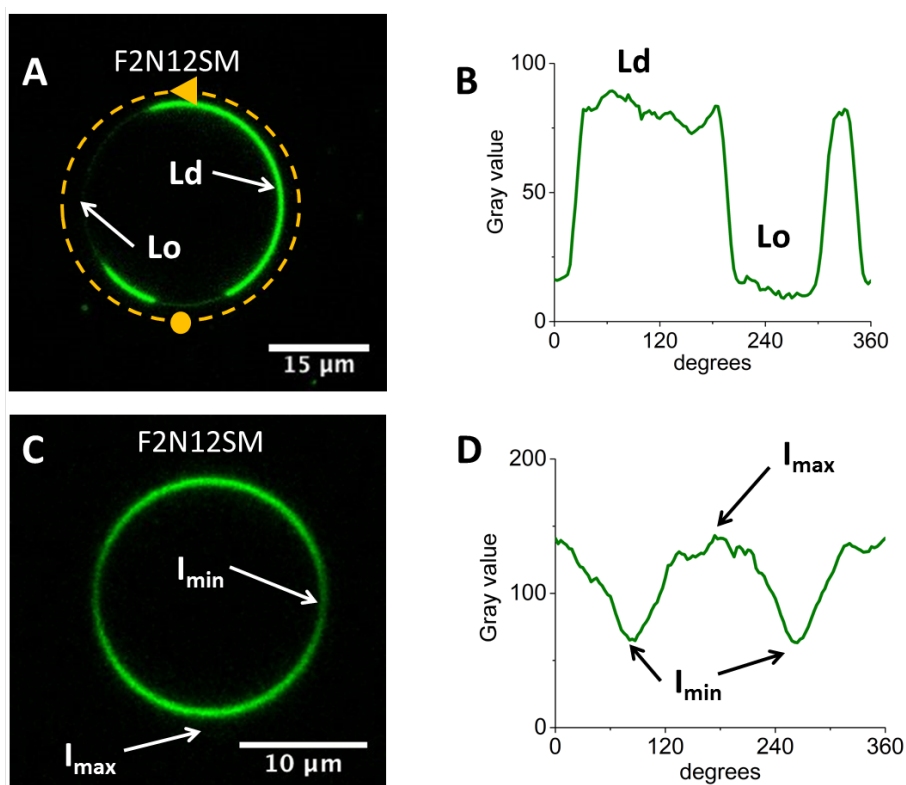 A
F2N12SM
Ld
Lo
15 µm
B
100
Ld
Gray value
50
Lo
0
0 120 240 360
degrees
C
F2N12SM
Imin
Imax
10 µm
D
200
Imax
Gray value
100
Imin
0
0 120 240 360
degrees